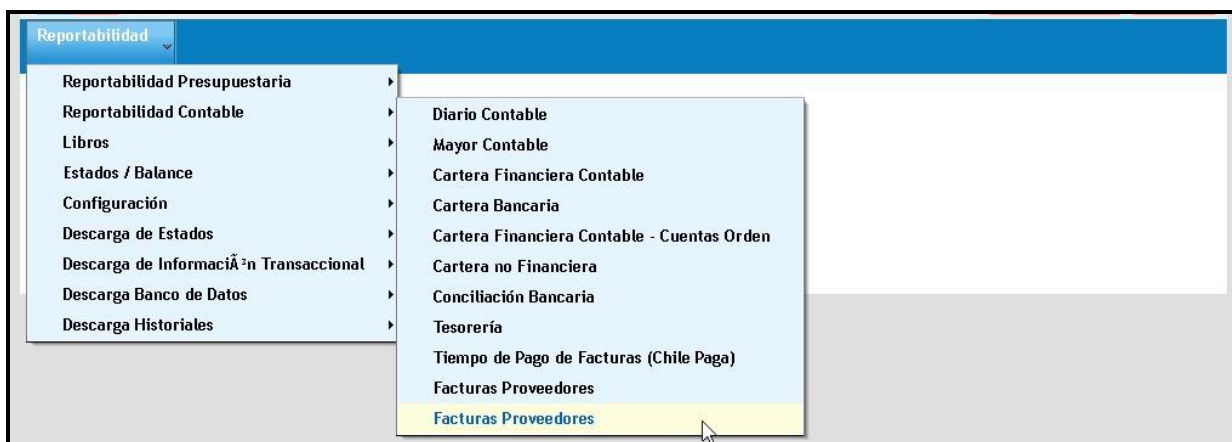 Reportabilidad
Reportabilidad Presupuestaria
Reportabilidad Contable
Libros
Estados / Balance
Configuración
Descarga de Estados
Descarga de InformaciÃ³n Transaccional
Descarga Banco de Datos
Descarga Historiales
Diario Contable
Mayor Contable
Cartera Financiera Contable
Cartera Bancaria
Cartera Financiera Contable - Cuentas Orden
Cartera no Financiera
Conciliación Bancaria
Tesorería
Tiempo de Pago de Facturas (Chile Paga)
Facturas Proveedores
Facturas Proveedores